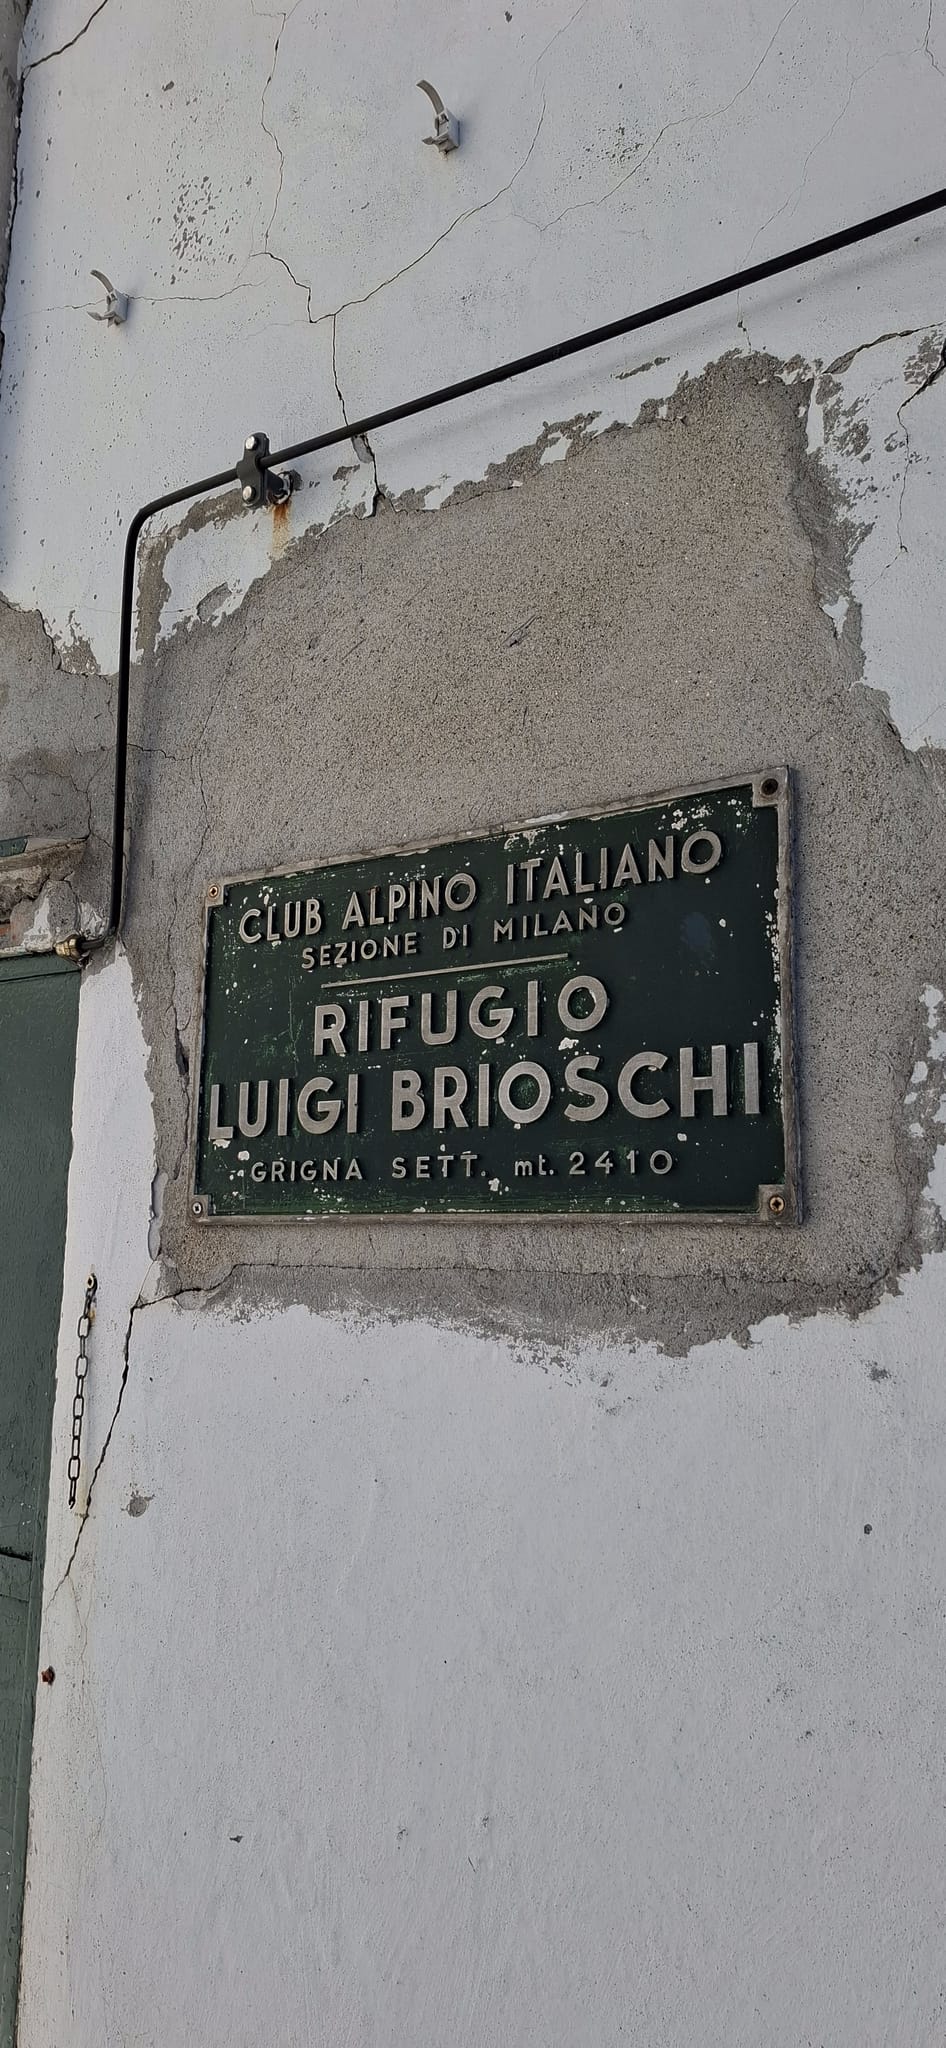 CLUB ALPINO ITALIANO
SEZIONE DI MILANO
RIFUGIO
LUIGI BRIOSCHI
GRIGNA SETT. mt. 2410